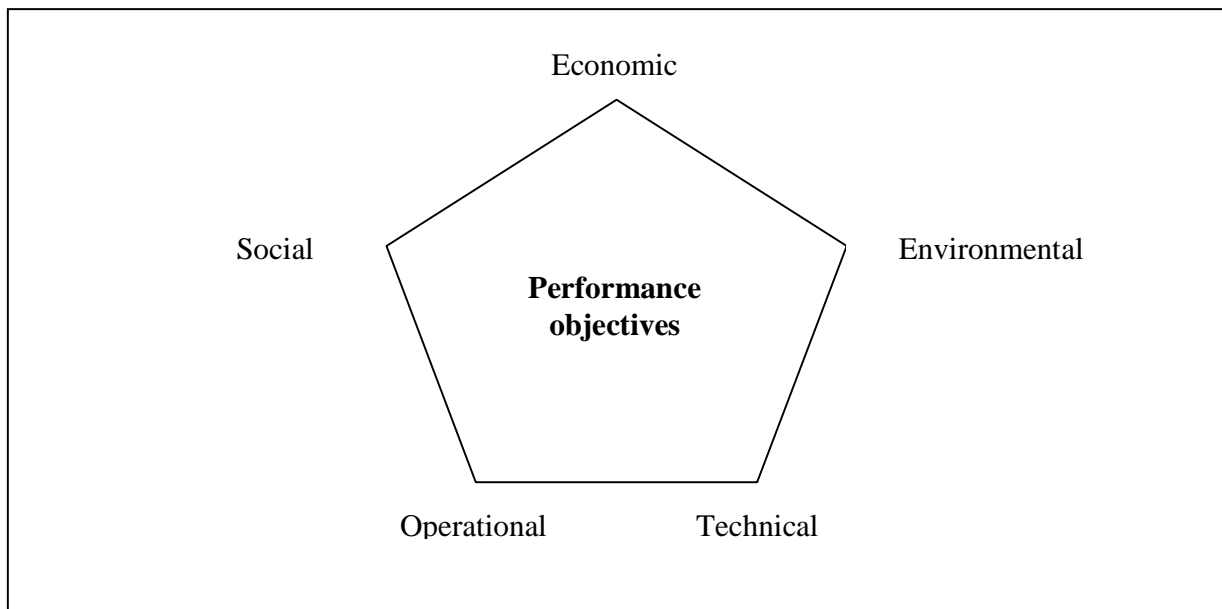 Economic
Social
Environmental
Performance
objectives
Operational
Technical